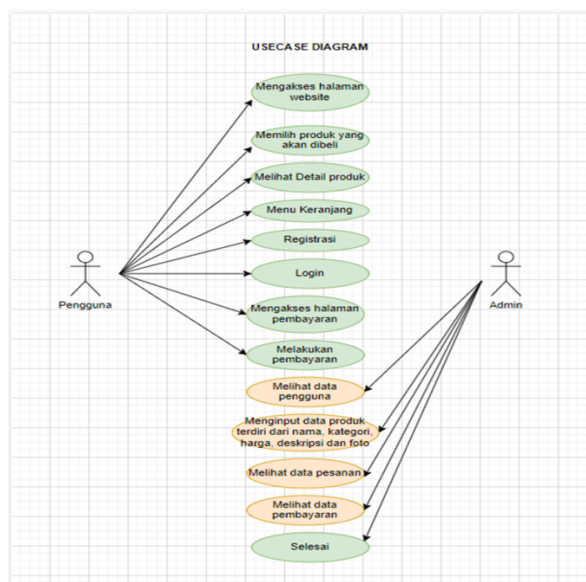 USECASE DIAGRAM
Mengakses halaman
website
Memilih produk yang
akan dibeli
Melihat Detail produk
Menu Keranjang
Registrasi
Login
Pengguna
Admin
Mengakses halaman
pembayaran
Melakukan
pembayaran
Melihat data
pengguna
Menginput data produk
terdiri dari nama, kategori,
harga, deskripsi dan foto
Melihat data pesanan
Melihat data
pembayaran
Selesai